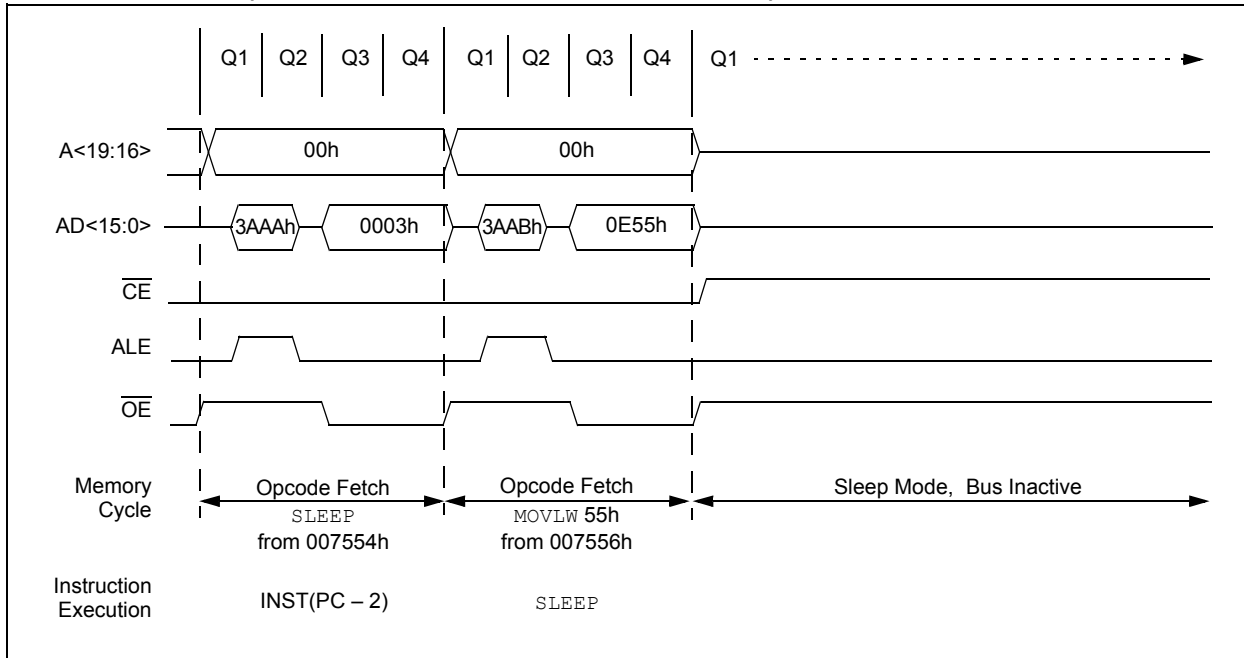 Q1 Q2 Q3 Q4 Q1 Q2 Q3 Q4 Q1
A<19:16> 00h 00h
AD<15:0> 3AAAh 0003h 3AABh 0E55h
CE
ALE
OE
Memory Cycle
Opcode Fetch
SLEEP
from 007554h
Opcode Fetch
MOVLW 55h
from 007556h
Sleep Mode, Bus Inactive
Instruction Execution
INST(PC – 2)
SLEEP